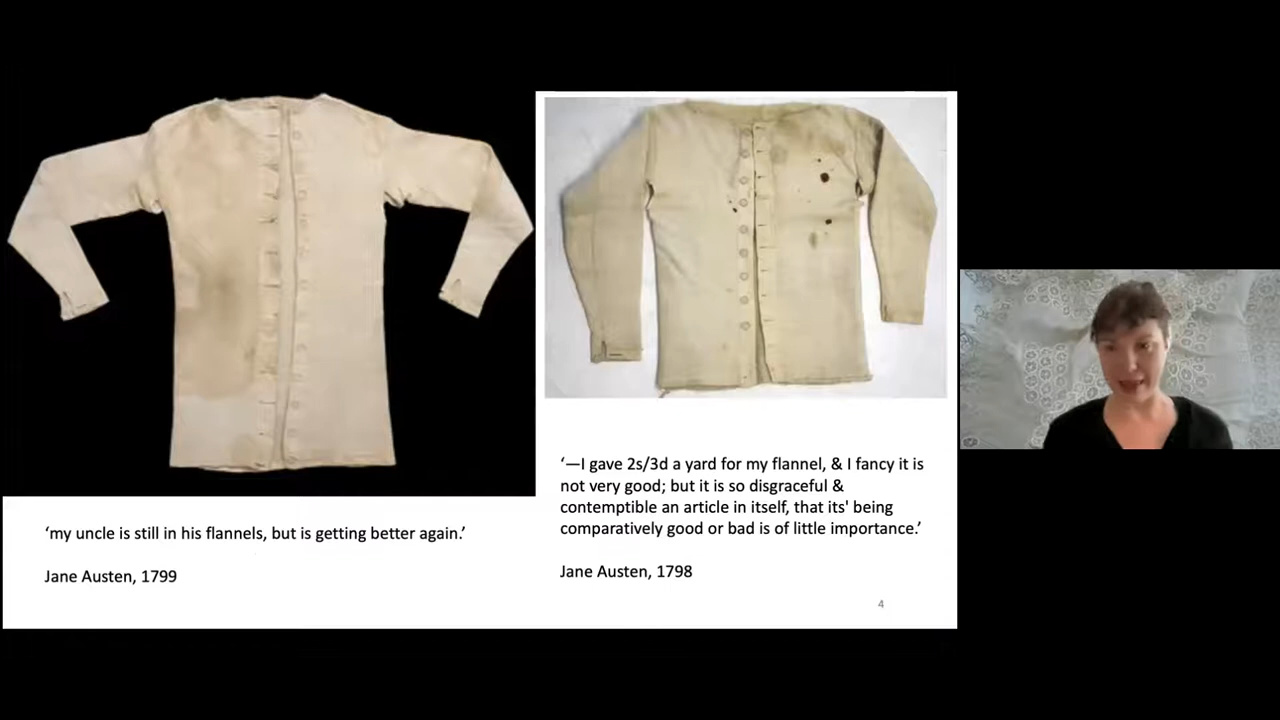 ‘my uncle is still in his flannels, but is getting better again.’
Jane Austen, 1799
‘—I gave 2s/3d a yard for my flannel, & I fancy it is
not very good; but it is so disgraceful &
contemptible an article in itself, that its' being
comparatively good or bad is of little importance.’
Jane Austen, 1798
4